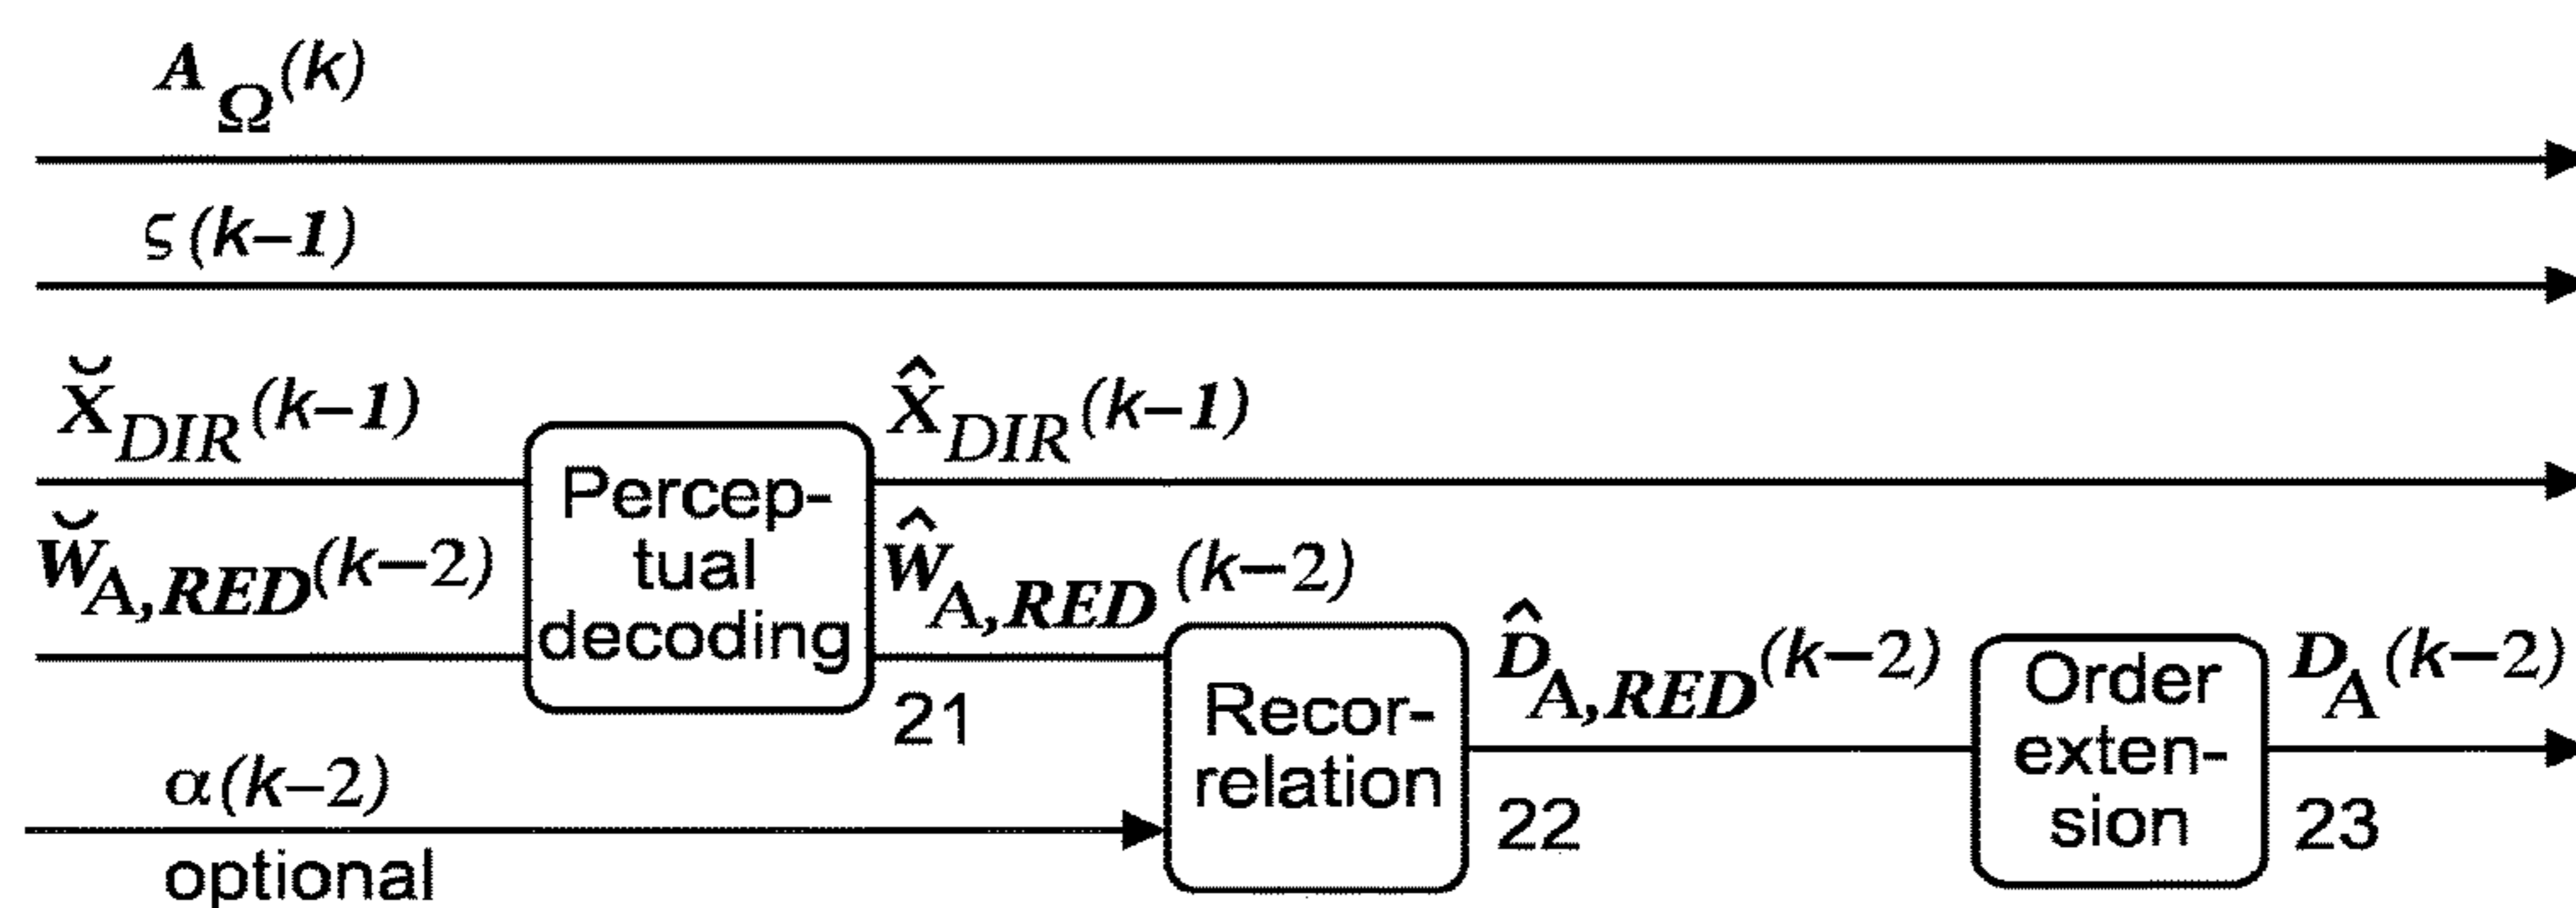 A_Ω(k)
ς(k–1)
X̆_DIR(k–1)
X̂_DIR(k–1)
W̆_A,RED(k–2)
Percep-
tual
decoding
21
Ŵ_A,RED(k–2)
α(k–2)
optional
Recor-
relation
22
D̂_A,RED(k–2)
Order
exten-
sion
23
D_A(k–2)